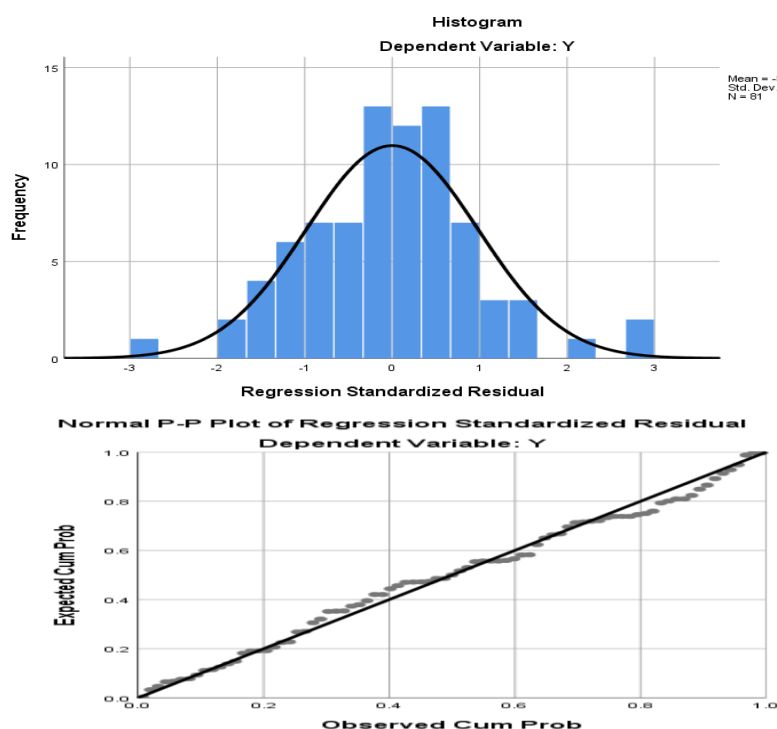 Histogram
Dependent Variable: Y
Mean = -
Std. Dev.
N = 81
15
10
5
0
Frequency
-3 -2 -1 0 1 2 3
Regression Standardized Residual
Normal P-P Plot of Regression Standardized Residual
Dependent Variable: Y
1.0
0.8
0.6
0.4
0.2
0.0
Expected Cum Prob
0.0 0.2 0.4 0.6 0.8 1.0
Observed Cum Prob